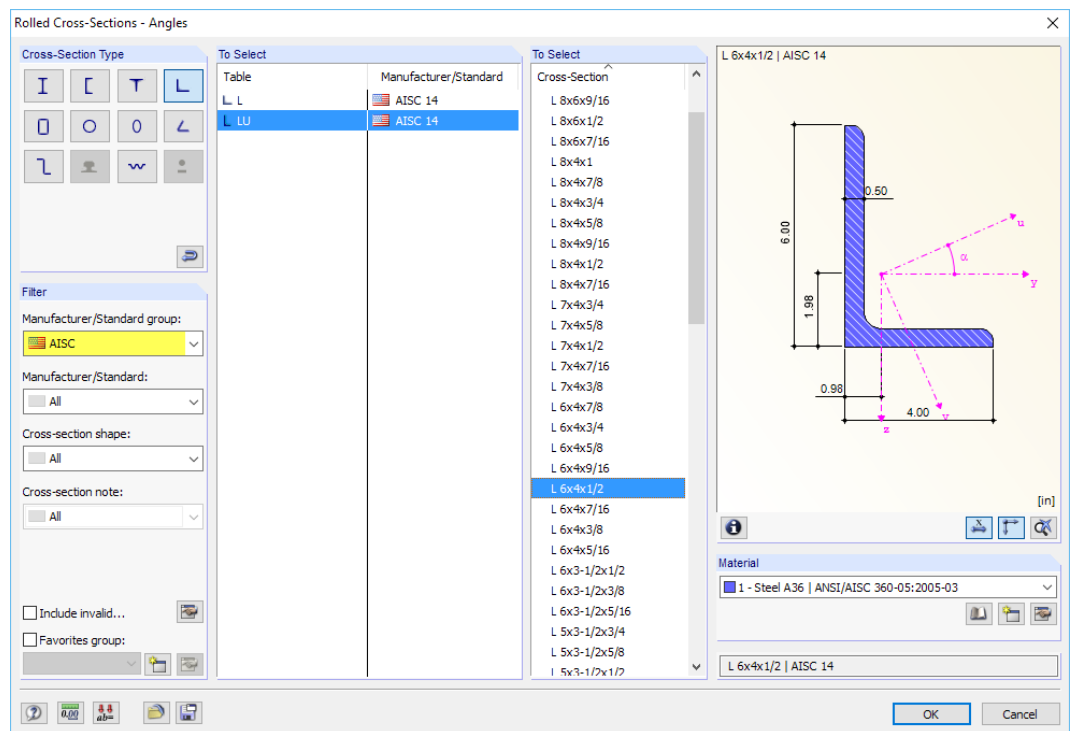 Rolled Cross-Sections - Angles
Cross-Section Type
Filter
Manufacturer/Standard group:
AISC
Manufacturer/Standard:
All
Cross-section shape:
All
Cross-section note:
All
Include invalid...
Favorites group:
To Select
Table Manufacturer/Standard
L AISC 14
LU AISC 14
To Select
Cross-Section
L 8x6x9/16
L 8x6x1/2
L 8x6x7/16
L 8x4x1
L 8x4x7/8
L 8x4x3/4
L 8x4x5/8
L 8x4x9/16
L 8x4x1/2
L 8x4x7/16
L 7x4x3/4
L 7x4x5/8
L 7x4x1/2
L 7x4x7/16
L 7x4x3/8
L 6x4x7/8
L 6x4x3/4
L 6x4x5/8
L 6x4x9/16
L 6x4x1/2
L 6x4x7/16
L 6x4x3/8
L 6x4x5/16
L 6x3-1/2x1/2
L 6x3-1/2x3/8
L 6x3-1/2x5/16
L 5x3-1/2x3/4
L 5x3-1/2x5/8
L 5x3-1/2x1/2
L 6x4x1/2 | AISC 14
0.50
6.00
u
α
y
1.98
0.98
4.00
v
z
[in]
Material
1 - Steel A36 | ANSI/AISC 360-05:2005-03
L 6x4x1/2 | AISC 14
0.00
ab=
OK
Cancel